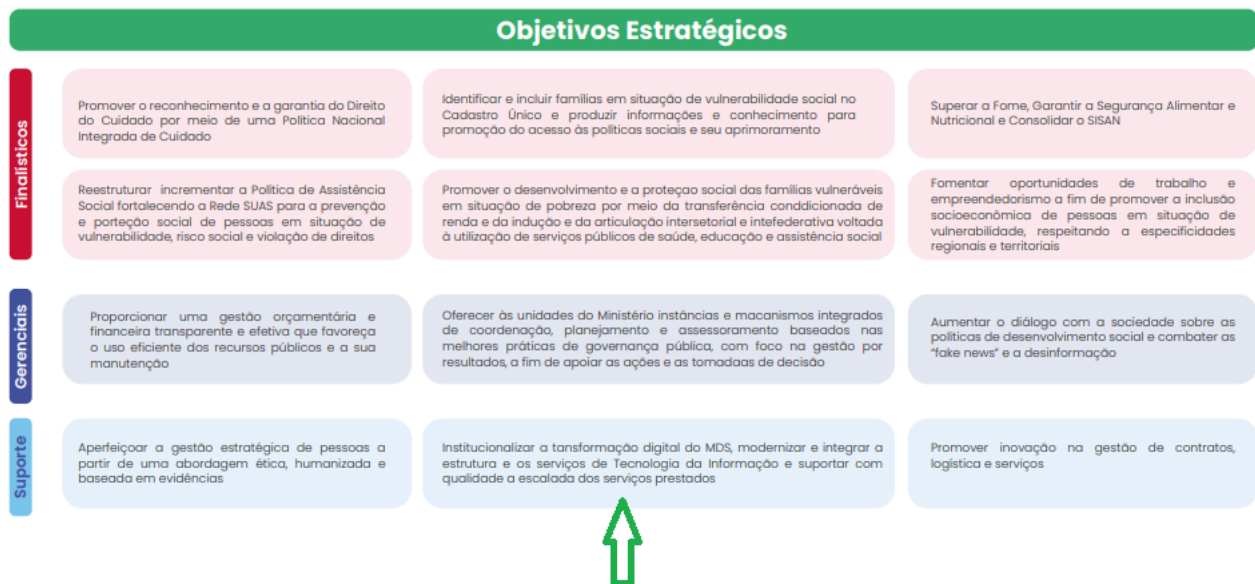 Objetivos Estratégicos
Finalísticos
Promover o reconhecimento e a garantia do Direito
do Cuidado por meio de uma Política Nacional
Integrada de Cuidado
Identificar e incluir famílias em situação de vulnerabilidade social no
Cadastro Único e produzir informações e conhecimento para
promoção do acesso às políticas sociais e seu aprimoramento
Superar a Fome, Garantir a Segurança Alimentar e
Nutricional e Consolidar o SISAN
Reestruturar incrementar a Política de Assistência
Social fortalecendo a Rede SUAS para a prevenção
e porteção social de pessoas em situação de
vulnerabilidade, risco social e violação de direitos
Promover o desenvolvimento e a proteçao social das famílias vulneráveis
em situação de pobreza por meio da transferência conddicionada de
renda e da indução e da articulação intersetorial e intefederativa voltada
à utilização de serviços públicos de saúde, educação e assistência social
Fomentar oportunidades de trabalho e
empreendedorismo a fim de promover a inclusão
socioeconômica de pessoas em situação de
vulnerabilidade, respeitando a especificidades
regionais e territoriais
Gerenciais
Proporcionar uma gestão orçamentária e
financeira transparente e efetiva que favoreça
o uso eficiente dos recursos públicos e a sua
manutenção
Oferecer às unidades do Ministério instâncias e macanismos integrados
de coordenação, planejamento e assessoramento baseados nas
melhores práticas de governança pública, com foco na gestão por
resultados, a fim de apoiar as ações e as tomadaas de decisão
Aumentar o diálogo com a sociedade sobre as
políticas de desenvolvimento social e combater as
“fake news” e a desinformação
Suporte
Aperfeiçoar a gestão estratégica de pessoas a
partir de uma abordagem ética, humanizada e
baseada em evidências
Institucionalizar a tansformação digital do MDS, modernizar e integrar a
estrutura e os serviços de Tecnologia da Informação e suportar com
qualidade a escalada dos serviços prestados
Promover inovação na gestão de contratos,
logística e serviços